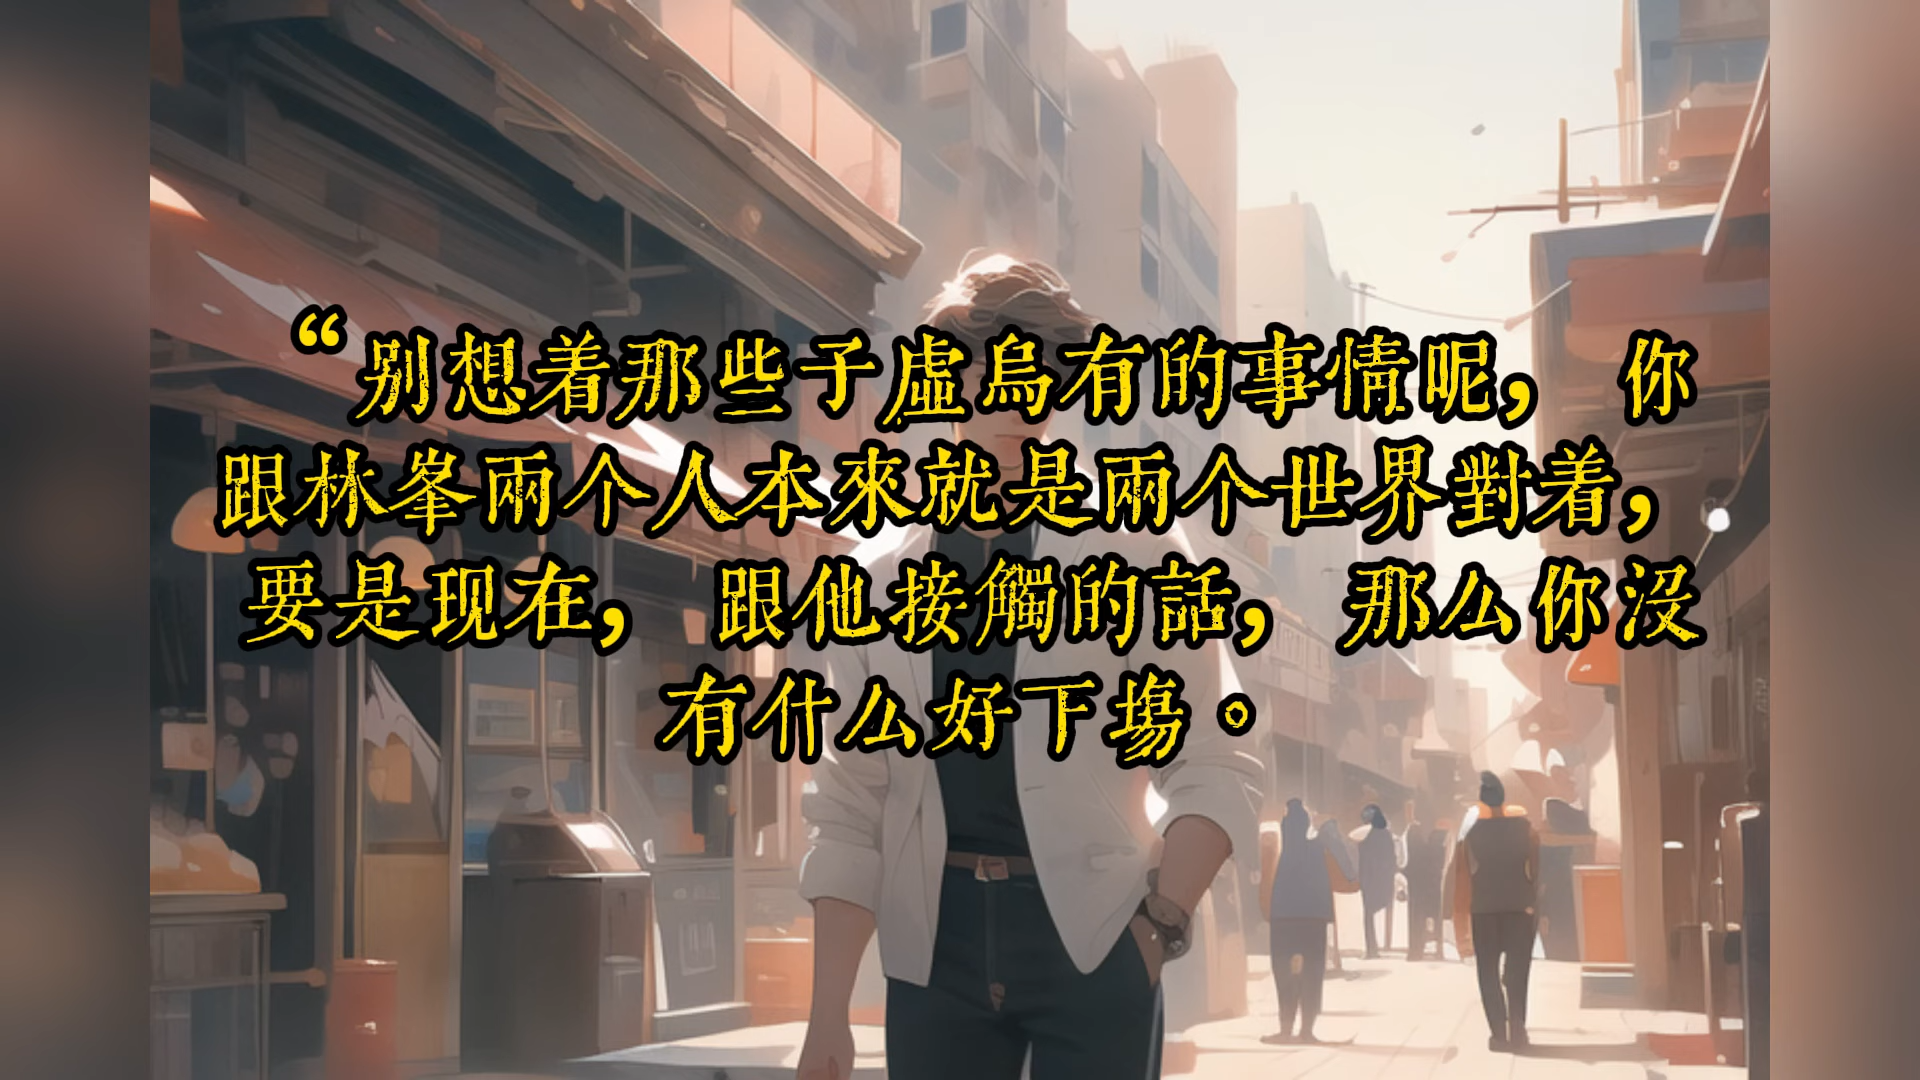 “别想着那些子虛烏有的事情呢，你
跟林峯兩个人本來就是兩个世界對着，
要是现在，跟他接觸的話，那么你没
有什么好下塲。